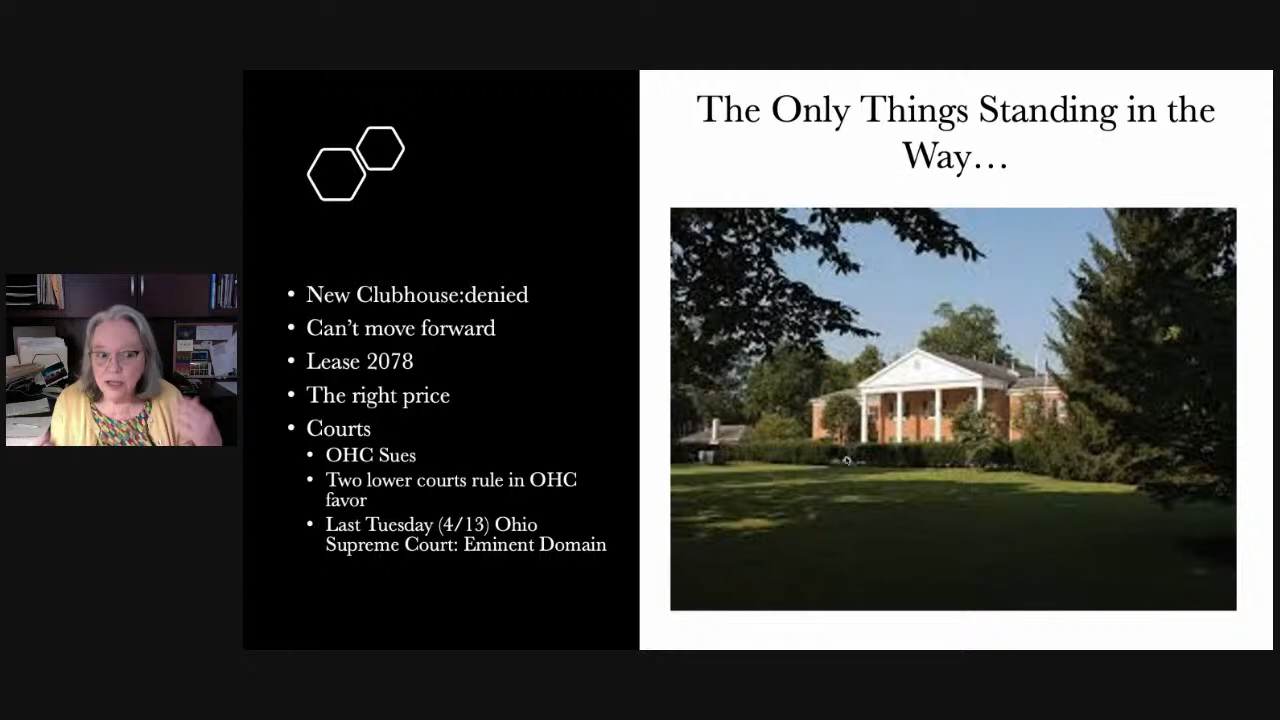 The Only Things Standing in the
Way...
• New Clubhouse:denied
• Can't move forward
• Lease 2078
• The right price
• Courts
• OHC Sues
• Two lower courts rule in OHC
favor
• Last Tuesday (4/13) Ohio
Supreme Court: Eminent Domain